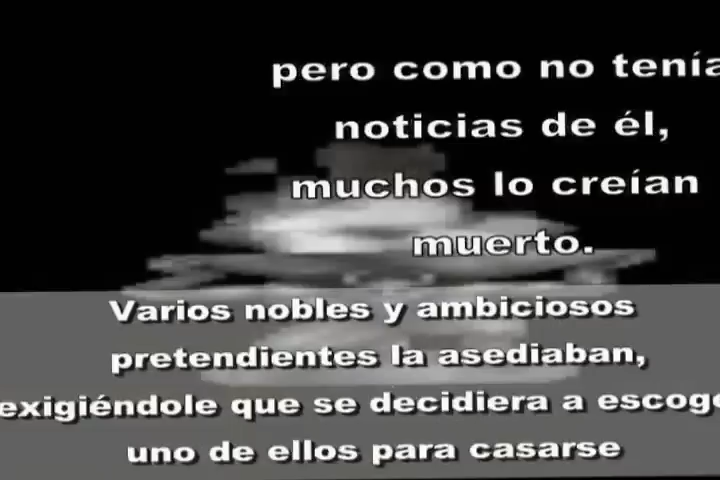 pero como no tenía
noticias de él,
muchos lo creían
muerto.
Varios nobles y ambiciosos
pretendientes la asediaban,
exigiéndole que se decidiera a escoge
uno de ellos para casarse